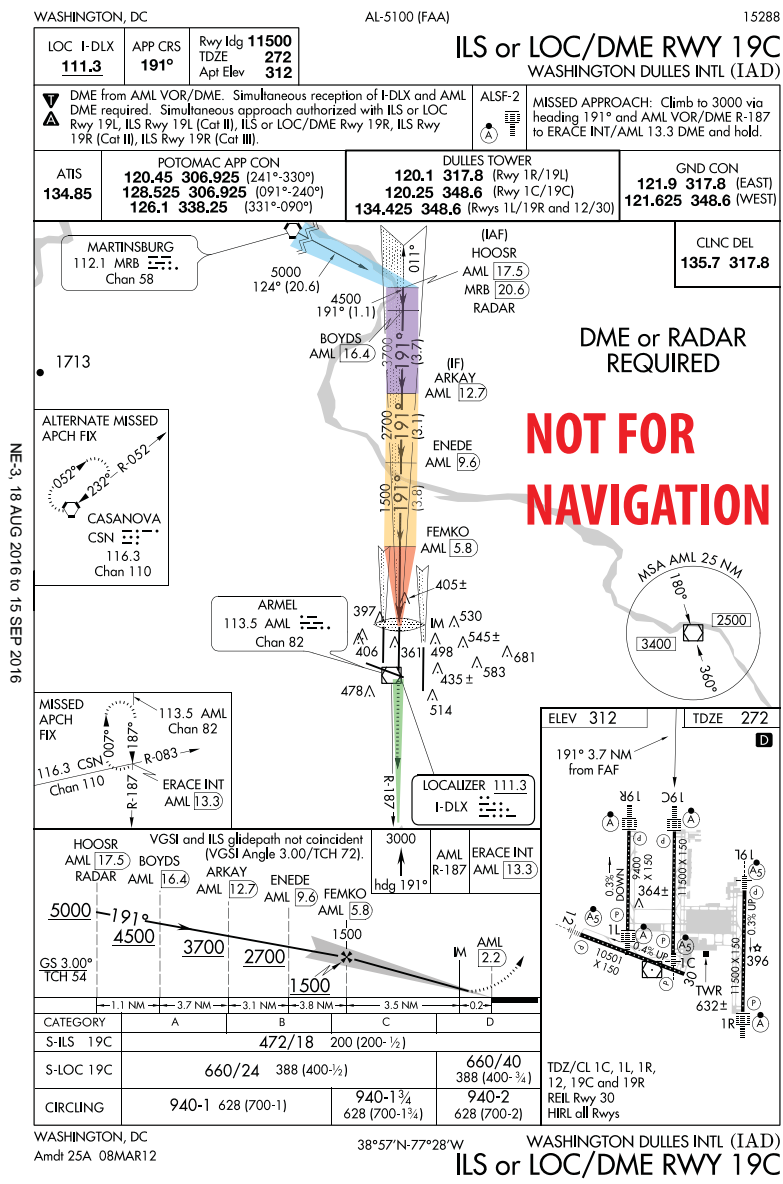 WASHINGTON, DC
AL-5100 (FAA)
15288
LOC I-DLX
111.3
APP CRS
191°
Rwy ldg 11500
TDZE 272
Apt Elev 312
ILS or LOC/DME RWY 19C
WASHINGTON DULLES INTL (IAD)
T
A
DME from AML VOR/DME. Simultaneous reception of I-DLX and AML
DME required. Simultaneous approach authorized with ILS or LOC
Rwy 19L, ILS Rwy 19L (Cat II), ILS or LOC/DME Rwy 19R, ILS Rwy
19R (Cat II), ILS Rwy 19R (Cat III).
ALSF-2
A
MISSED APPROACH: Climb to 3000 via
heading 191° and AML VOR/DME R-187
to ERACE INT/AML 13.3 DME and hold.
ATIS
134.85
POTOMAC APP CON
120.45 306.925 (241°-330°)
128.525 306.925 (091°-240°)
126.1 338.25 (331°-090°)
DULLES TOWER
120.1 317.8 (Rwy 1R/19L)
120.25 348.6 (Rwy 1C/19C)
134.425 348.6 (Rwys 1L/19R and 12/30)
GND CON
121.9 317.8 (EAST)
121.625 348.6 (WEST)
CLNC DEL
135.7 317.8
MARTINSBURG
112.1 MRB
Chan 58
5000
124° (20.6)
011°
(IAF)
HOOSR
AML 17.5
MRB 20.6
RADAR
4500
191° (1.1)
BOYDS
AML 16.4
3700
191°
(3.7)
(IF)
ARKAY
AML 12.7
DME or RADAR
REQUIRED
1713
2700
191°
(3.1)
ENEDE
AML 9.6
1500
191°
(3.8)
FEMKO
AML 5.8
NOT FOR
NAVIGATION
ALTERNATE MISSED
APCH FIX
052°
232°
R-052
CASANOVA
CSN
116.3
Chan 110
NE-3, 18 AUG 2016 to 15 SEP 2016
ARMEL
113.5 AML
Chan 82
405±
397
IM
530
406
361
498
545±
681
435±
583
478
514
MSA AML 25 NM
180°
2500
3400
360°
MISSED
APCH
FIX
007°
187°
113.5 AML
Chan 82
116.3 CSN
Chan 110
R-083
R-187
ERACE INT
AML 13.3
R-187
LOCALIZER 111.3
I-DLX
ELEV 312
TDZE 272
D
191° 3.7 NM
from FAF
19R
19C
19L
A
A
A5
P
P
P
0.3%
DOWN
9400
X 150
364±
11500 X 150
0.3% UP
396
11500 X 150
1L
A
A5
1C
12
0.4% UP
10501
X 150
30
P
P
P
P
TWR
632±
1R
A
TDZ/CL 1C, 1L, 1R,
12, 19C and 19R
REIL Rwy 30
HIRL all Rwys
VGSI and ILS glidepath not coincident
(VGSI Angle 3.00/TCH 72).
HOOSR
AML 17.5
RADAR
BOYDS
AML 16.4
ARKAY
AML 12.7
ENEDE
AML 9.6
FEMKO
AML 5.8
3000
hdg 191°
AML
R-187
ERACE INT
AML 13.3
5000
191°
4500
3700
2700
1500
1500
IM
AML
2.2
GS 3.00°
TCH 54
1.1 NM
3.7 NM
3.1 NM
3.8 NM
3.5 NM
0.2
CATEGORY A B C D
S-ILS 19C 472/18 200 (200-½)
S-LOC 19C 660/24 388 (400-½) 660/40
388 (400-¾)
CIRCLING 940-1 628 (700-1) 940-1¾
628 (700-1¾)
940-2
628 (700-2)
WASHINGTON, DC
Amdt 25A 08MAR12
38°57'N-77°28'W
WASHINGTON DULLES INTL (IAD)
ILS or LOC/DME RWY 19C